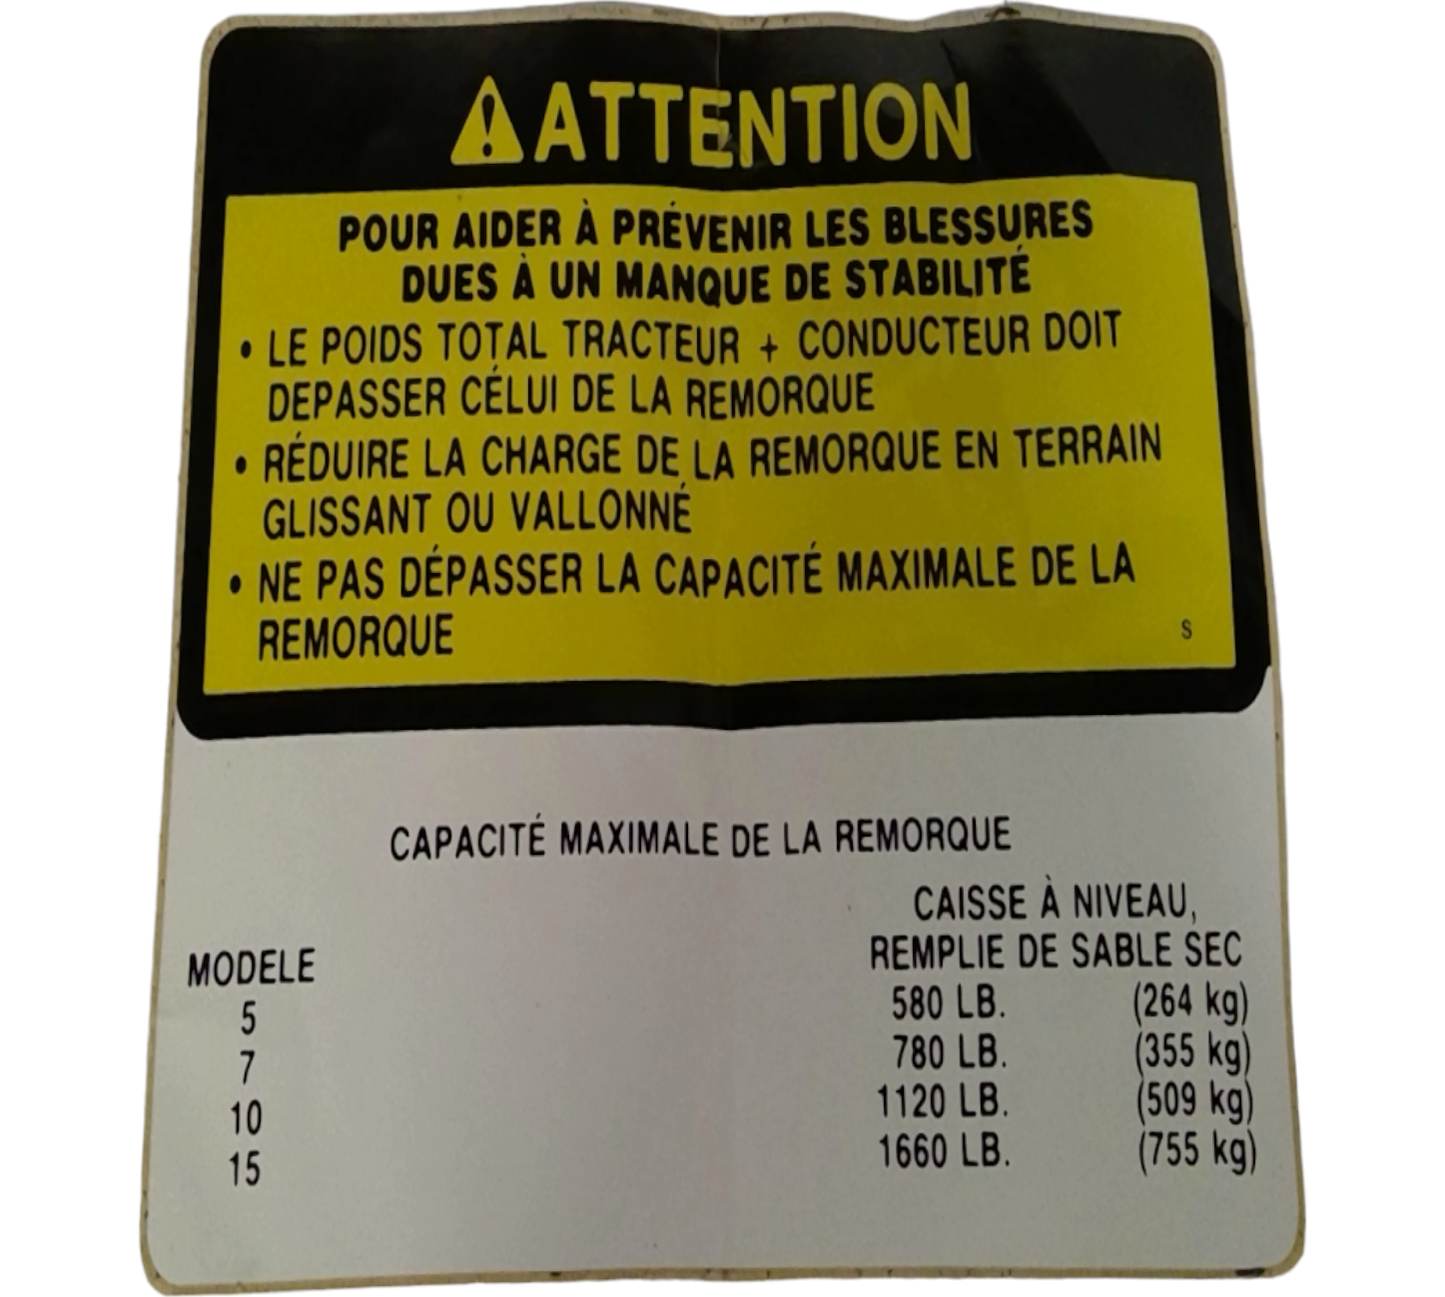 ATTENTION
POUR AIDER À PRÉVENIR LES BLESSURES
DUES À UN MANQUE DE STABILITÉ
• LE POIDS TOTAL TRACTEUR + CONDUCTEUR DOIT
DEPASSER CÉLUI DE LA REMORQUE
• RÉDUIRE LA CHARGE DE LA REMORQUE EN TERRAIN
GLISSANT OU VALLONNÉ
• NE PAS DÉPASSER LA CAPACITÉ MAXIMALE DE LA
REMORQUE
S
CAPACITÉ MAXIMALE DE LA REMORQUE
CAISSE À NIVEAU,
MODELE REMPLIE DE SABLE SEC
5 580 LB. (264 kg)
7 780 LB. (355 kg)
10 1120 LB. (509 kg)
15 1660 LB. (755 kg)